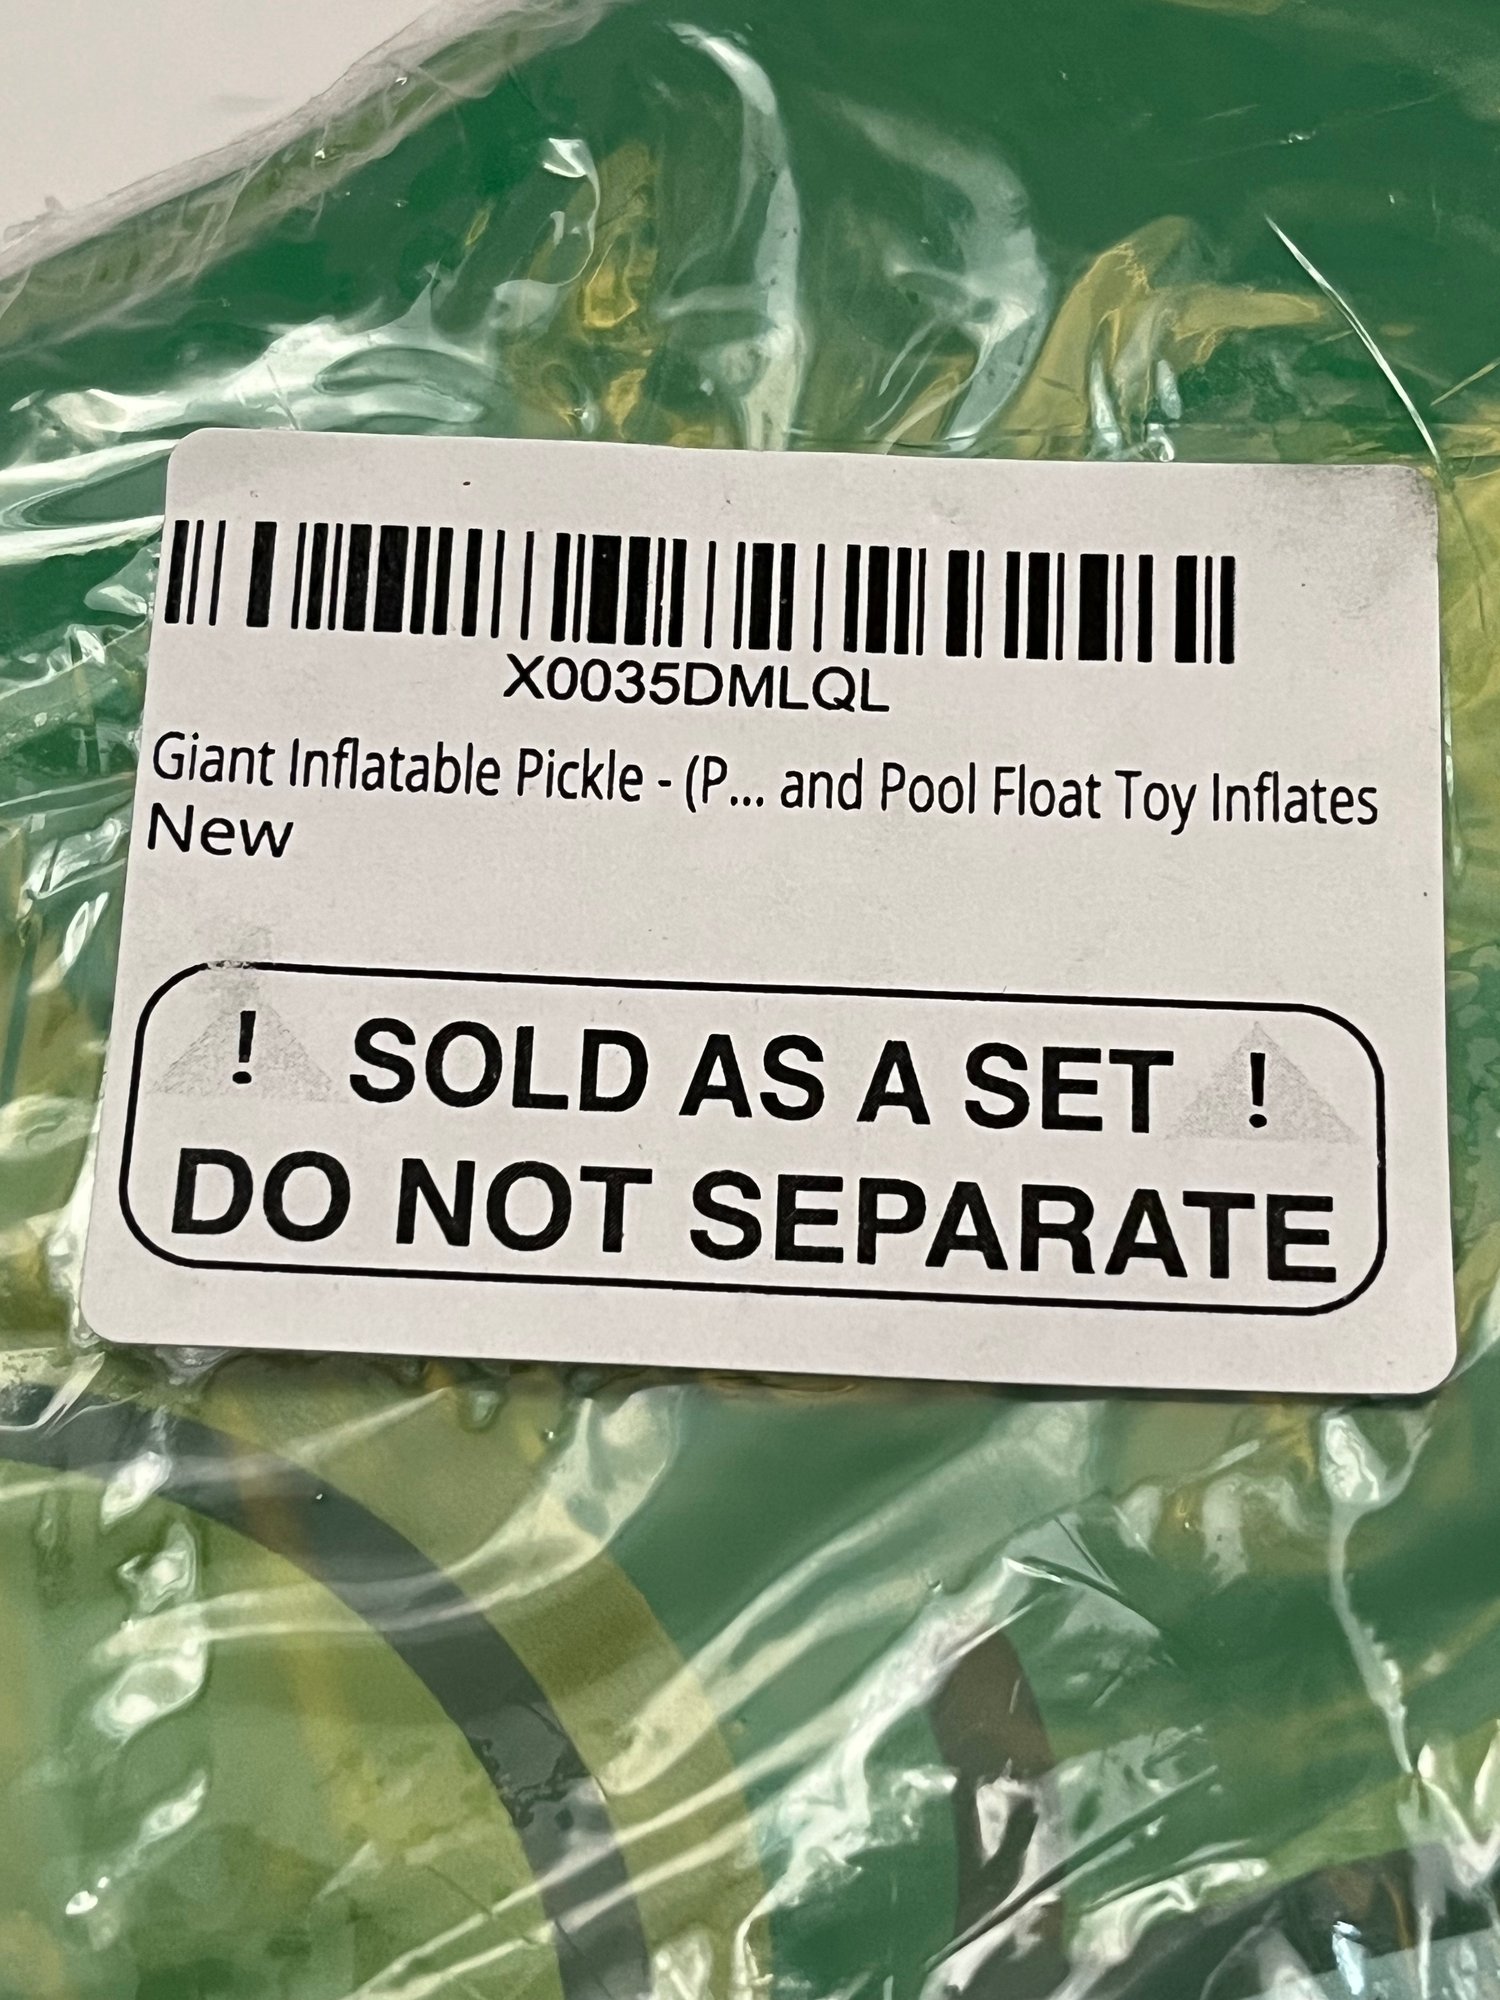 X0035DMLQL
Giant Inflatable Pickle - (P... and Pool Float Toy Inflates
New
! SOLD AS A SET !
DO NOT SEPARATE